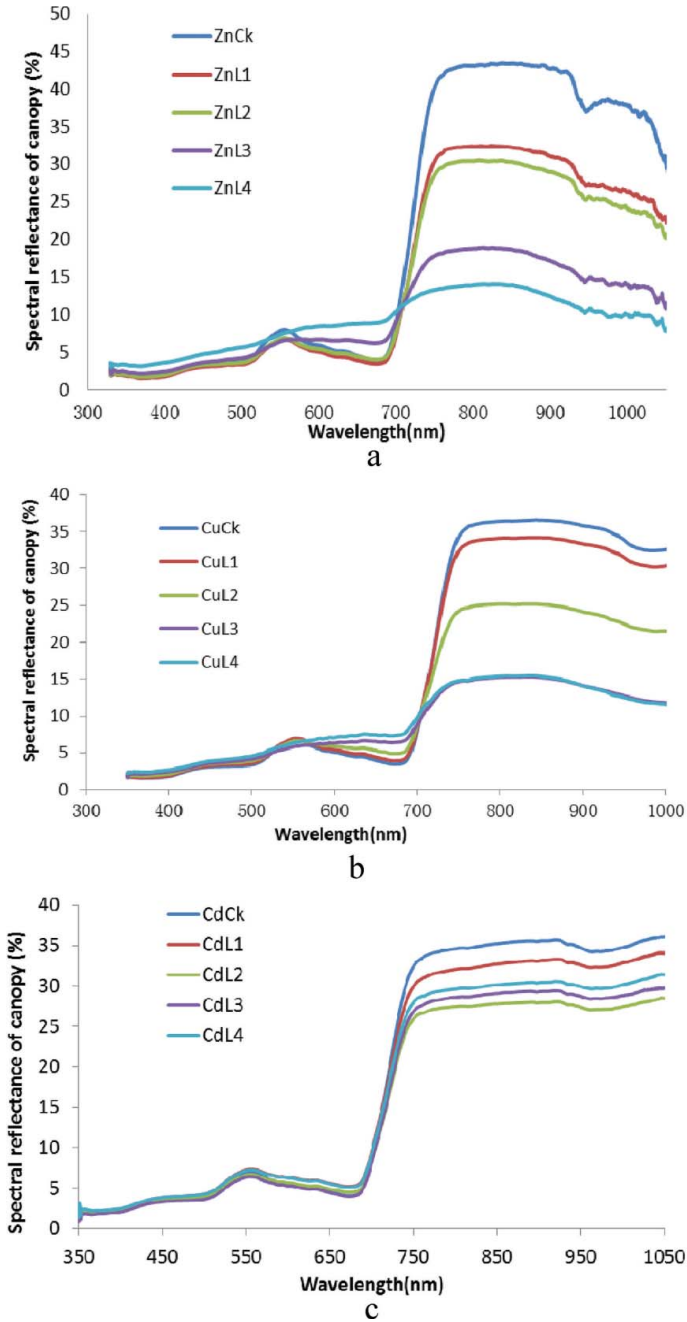 Spectral reflectance of canopy (%)
50
45
40
35
30
25
20
15
10
5
0
ZnCk
ZnL1
ZnL2
ZnL3
ZnL4
300 400 500 600 700 800 900 1000
Wavelength(nm)
a
Spectral reflectance of canopy (%)
40
35
30
25
20
15
10
5
0
CuCk
CuL1
CuL2
CuL3
CuL4
300 400 500 600 700 800 900 1000
Wavelength(nm)
b
Spectral reflectance of canopy (%)
40
35
30
25
20
15
10
5
0
CdCk
CdL1
CdL2
CdL3
CdL4
350 450 550 650 750 850 950 1050
Wavelength(nm)
c